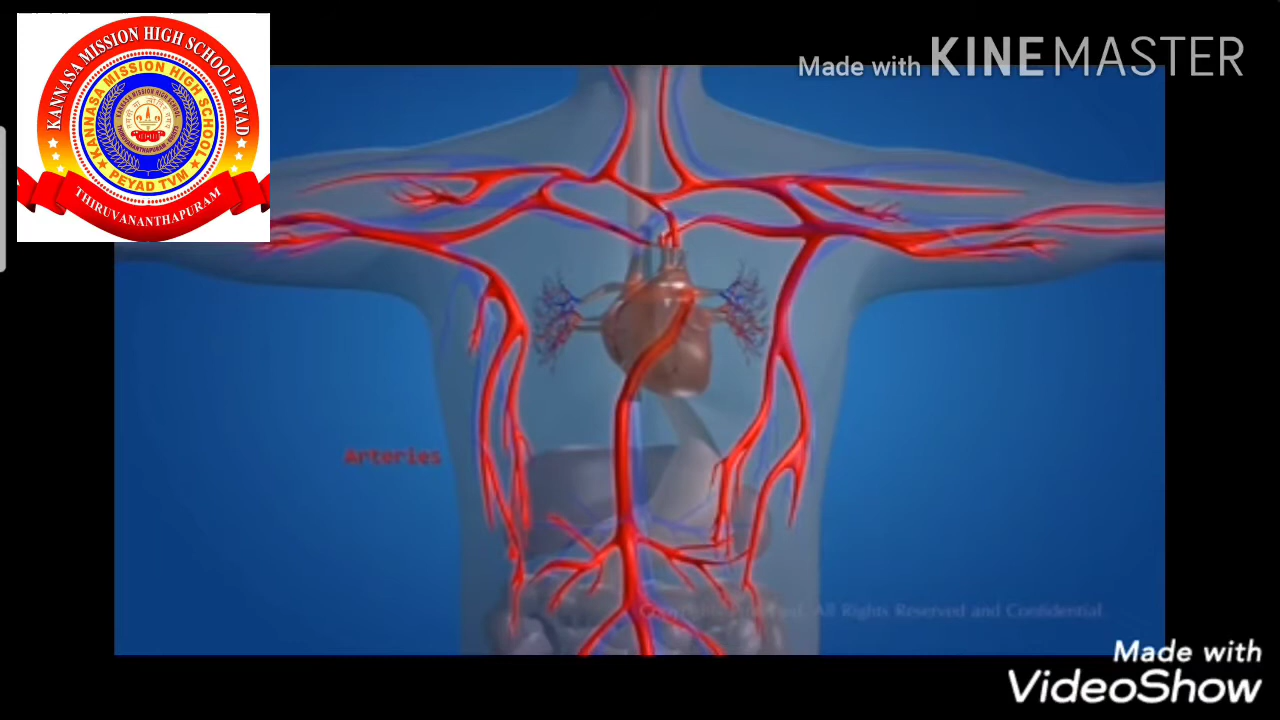 KANNASA MISSION HIGH SCHOOL PEYAD
KANNASA MISSION HIGH SCHOOL
PEYAD TVM
THIRUVANANTHAPURAM
Made with KINEMASTER
Arteries
All Rights Reserved and Confidential
Made with
VideoShow